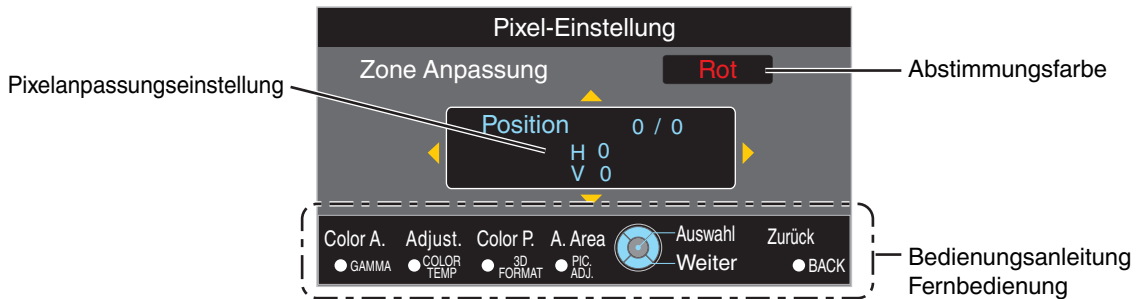 Pixel-Einstellung
Zone Anpassung Rot
Abstimmungsfarbe
Pixelanpassungseinstellung
Position 0 / 0
H 0
V 0
Color A. Adjust. Color P. A. Area Auswahl Zurück
GAMMA COLOR TEMP 3D FORMAT PIC. ADJ. Weiter BACK
Bedienungsanleitung
Fernbedienung